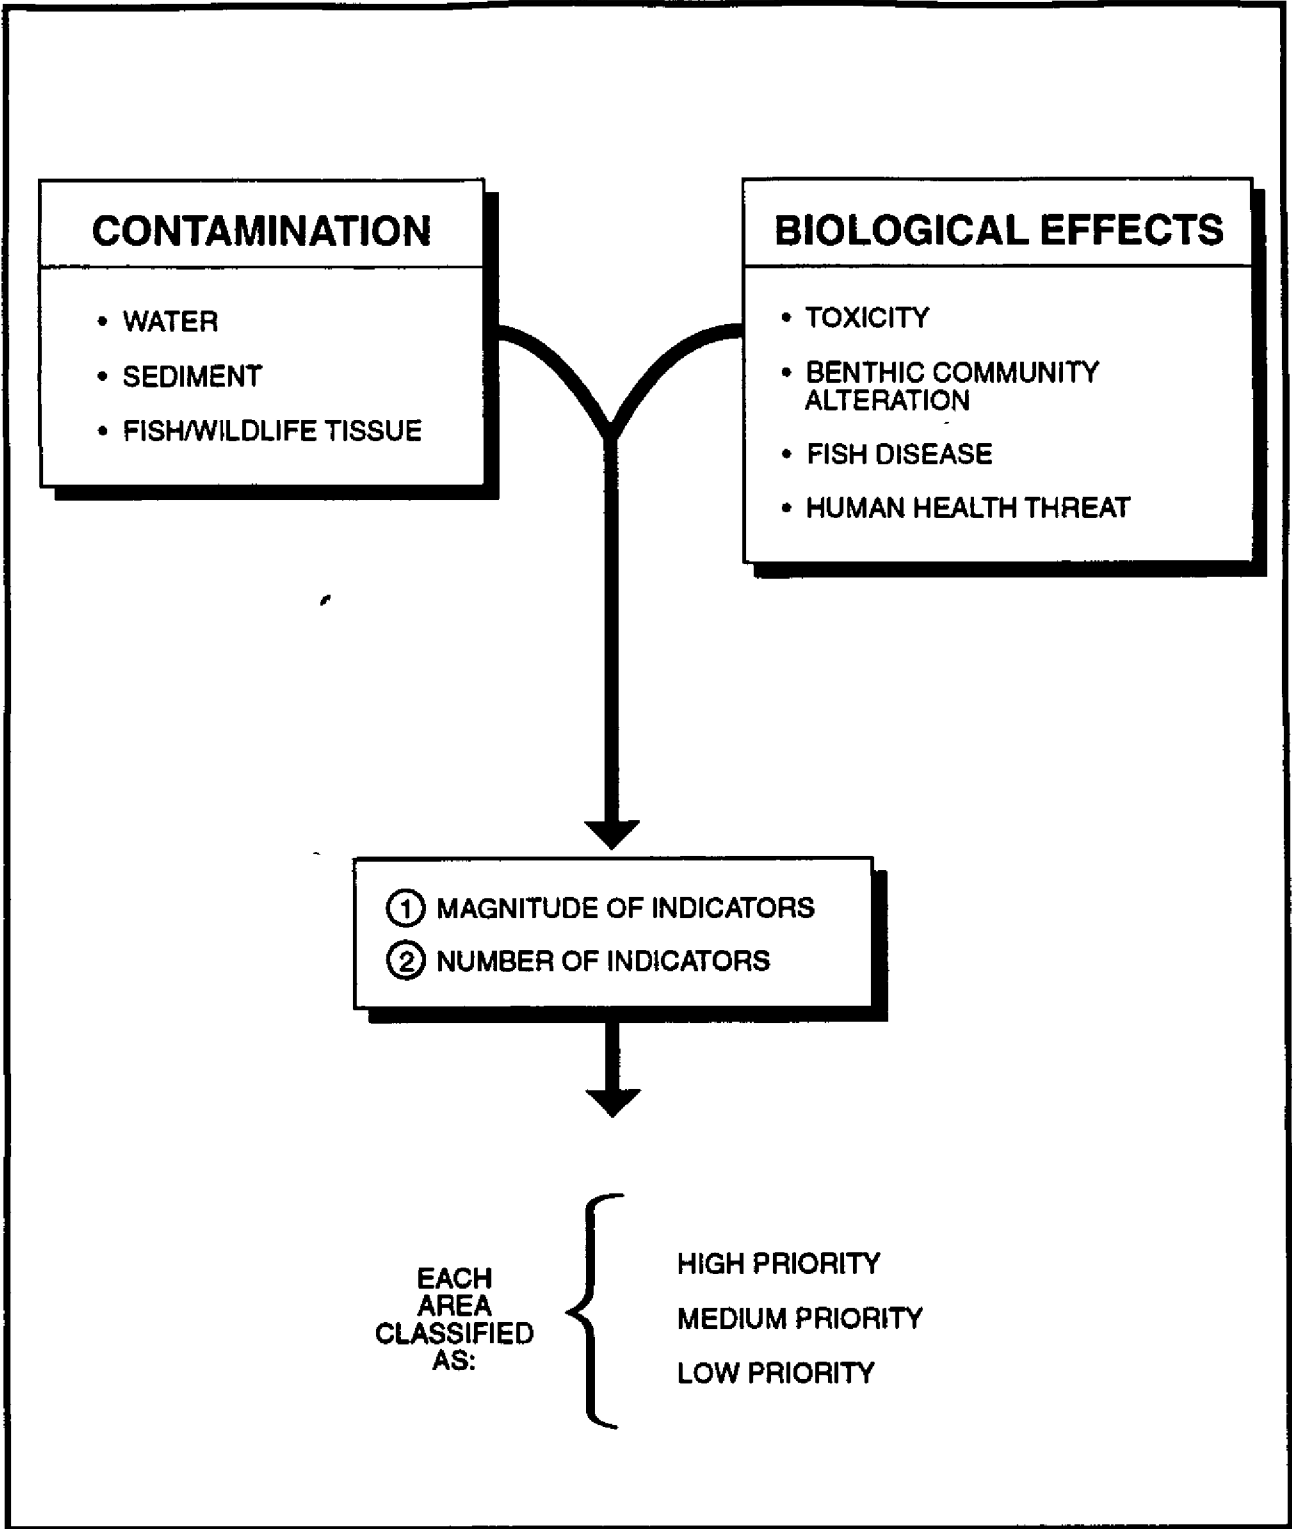 CONTAMINATION
• WATER
• SEDIMENT
• FISH/WILDLIFE TISSUE
BIOLOGICAL EFFECTS
• TOXICITY
• BENTHIC COMMUNITY
ALTERATION
• FISH DISEASE
• HUMAN HEALTH THREAT
① MAGNITUDE OF INDICATORS
② NUMBER OF INDICATORS
EACH
AREA
CLASSIFIED
AS:
HIGH PRIORITY
MEDIUM PRIORITY
LOW PRIORITY